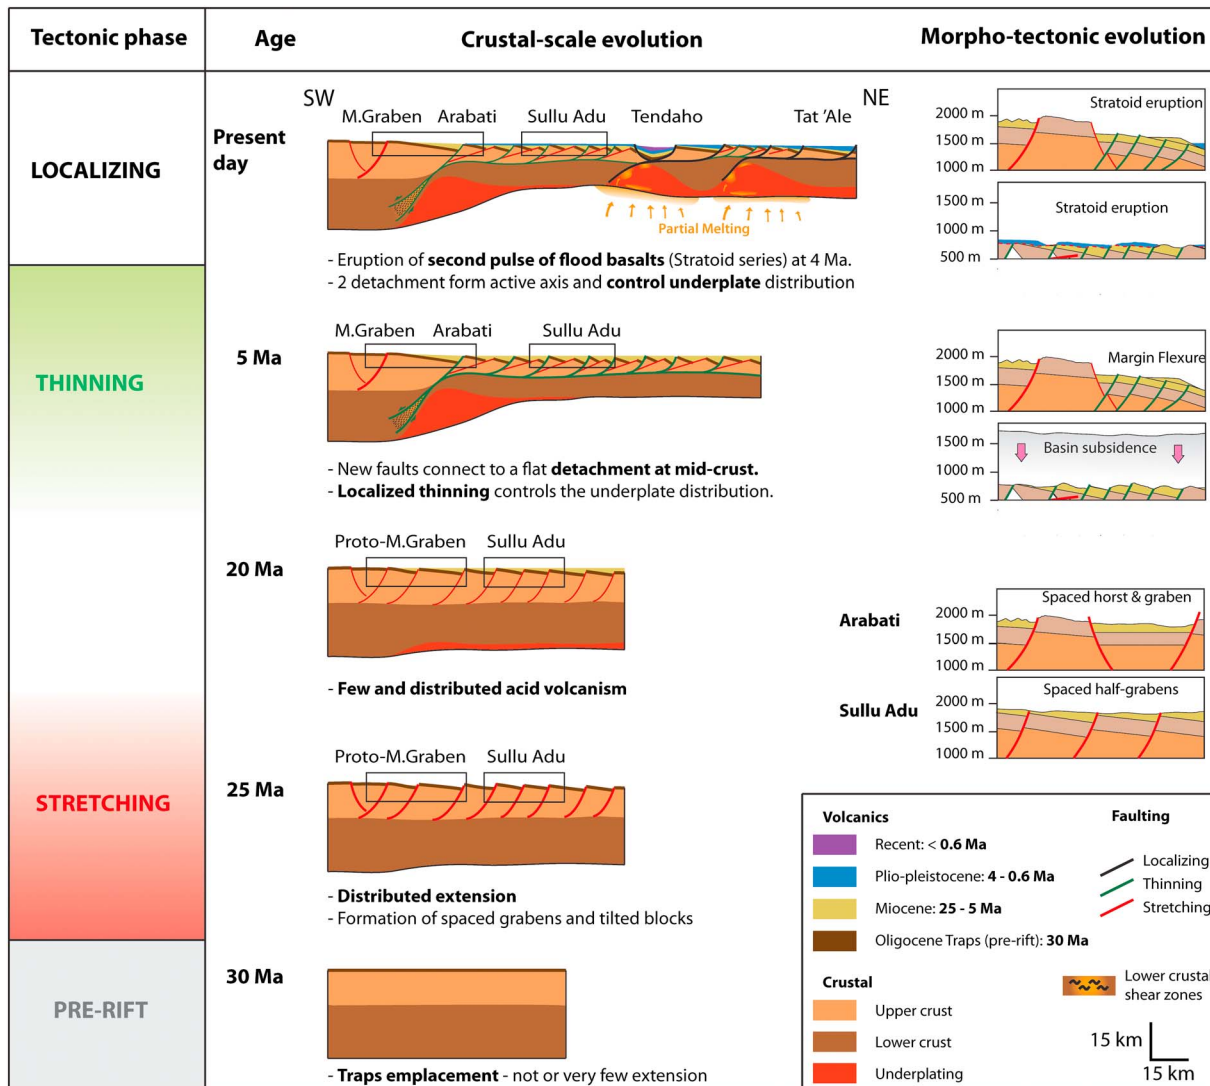 Tectonic phase
Age
Crustal-scale evolution
Morpho-tectonic evolution
LOCALIZING
Present
day
SW
NE
M.Graben
Arabati
Sullu Adu
Tendaho
Tat 'Ale
Partial Melting
- Eruption of second pulse of flood basalts (Stratoid series) at 4 Ma.
- 2 detachment form active axis and control underplate distribution
2000 m
1500 m
1000 m
Stratoid eruption
1500 m
1000 m
500 m
Stratoid eruption
THINNING
5 Ma
M.Graben
Arabati
Sullu Adu
- New faults connect to a flat detachment at mid-crust.
- Localized thinning controls the underplate distribution.
2000 m
1500 m
1000 m
Margin Flexure
1500 m
1000 m
500 m
Basin subsidence
20 Ma
Proto-M.Graben
Sullu Adu
- Few and distributed acid volcanism
Arabati
2000 m
1500 m
1000 m
Spaced horst & graben
Sullu Adu
2000 m
1500 m
1000 m
Spaced half-grabens
STRETCHING
25 Ma
Proto-M.Graben
Sullu Adu
- Distributed extension
- Formation of spaced grabens and tilted blocks
PRE-RIFT
30 Ma
- Traps emplacement - not or very few extension
Volcanics
Recent: < 0.6 Ma
Plio-pleistocene: 4 - 0.6 Ma
Miocene: 25 - 5 Ma
Oligocene Traps (pre-rift): 30 Ma
Crustal
Upper crust
Lower crust
Underplating
Faulting
Localizing
Thinning
Stretching
Lower crustal
shear zones
15 km
15 km